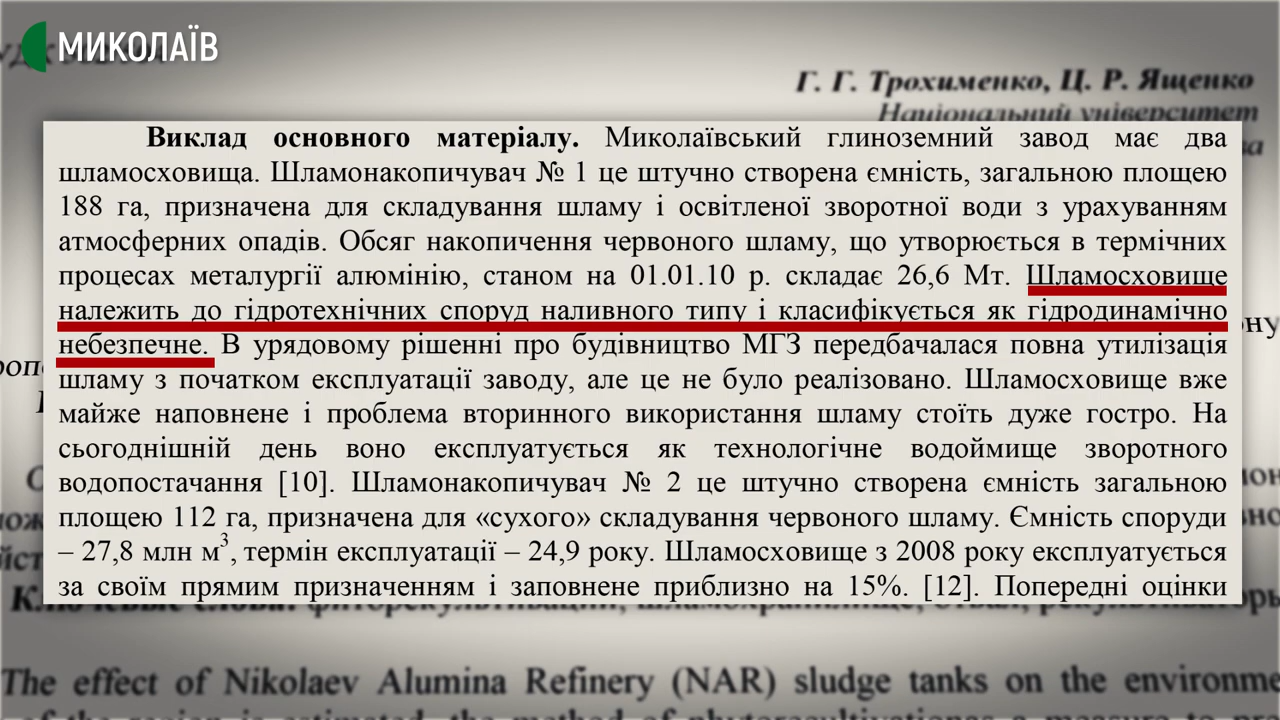 МИКОЛАЇВ
Г. Г. Трохименко, Ц. Р. Ященко
Національний університет
Виклад основного матеріалу. Миколаївський глиноземний завод має два
шламосховища. Шламонакопичувач № 1 це штучно створена ємність, загальною площею
188 га, призначена для складування шламу і освітленої зворотної води з урахуванням
атмосферних опадів. Обсяг накопичення червоного шламу, що утворюється в термічних
процесах металургії алюмінію, станом на 01.01.10 р. складає 26,6 Мт. Шламосховище
належить до гідротехнічних споруд наливного типу і класифікується як гідродинамічно
небезпечне. В урядовому рішенні про будівництво МГЗ передбачалася повна утилізація
шламу з початком експлуатації заводу, але це не було реалізовано. Шламосховище вже
майже наповнене і проблема вторинного використання шламу стоїть дуже гостро. На
сьогоднішній день воно експлуатується як технологічне водоймище зворотного
водопостачання [10]. Шламонакопичувач № 2 це штучно створена ємність загальною
площею 112 га, призначена для «сухого» складування червоного шламу. Ємність споруди
– 27,8 млн м³, термін експлуатації – 24,9 року. Шламосховище з 2008 року експлуатується
за своїм прямим призначенням і заповнене приблизно на 15%. [12]. Попередні оцінки
The effect of Nikolaev Alumina Refinery (NAR) sludge tanks on the environme